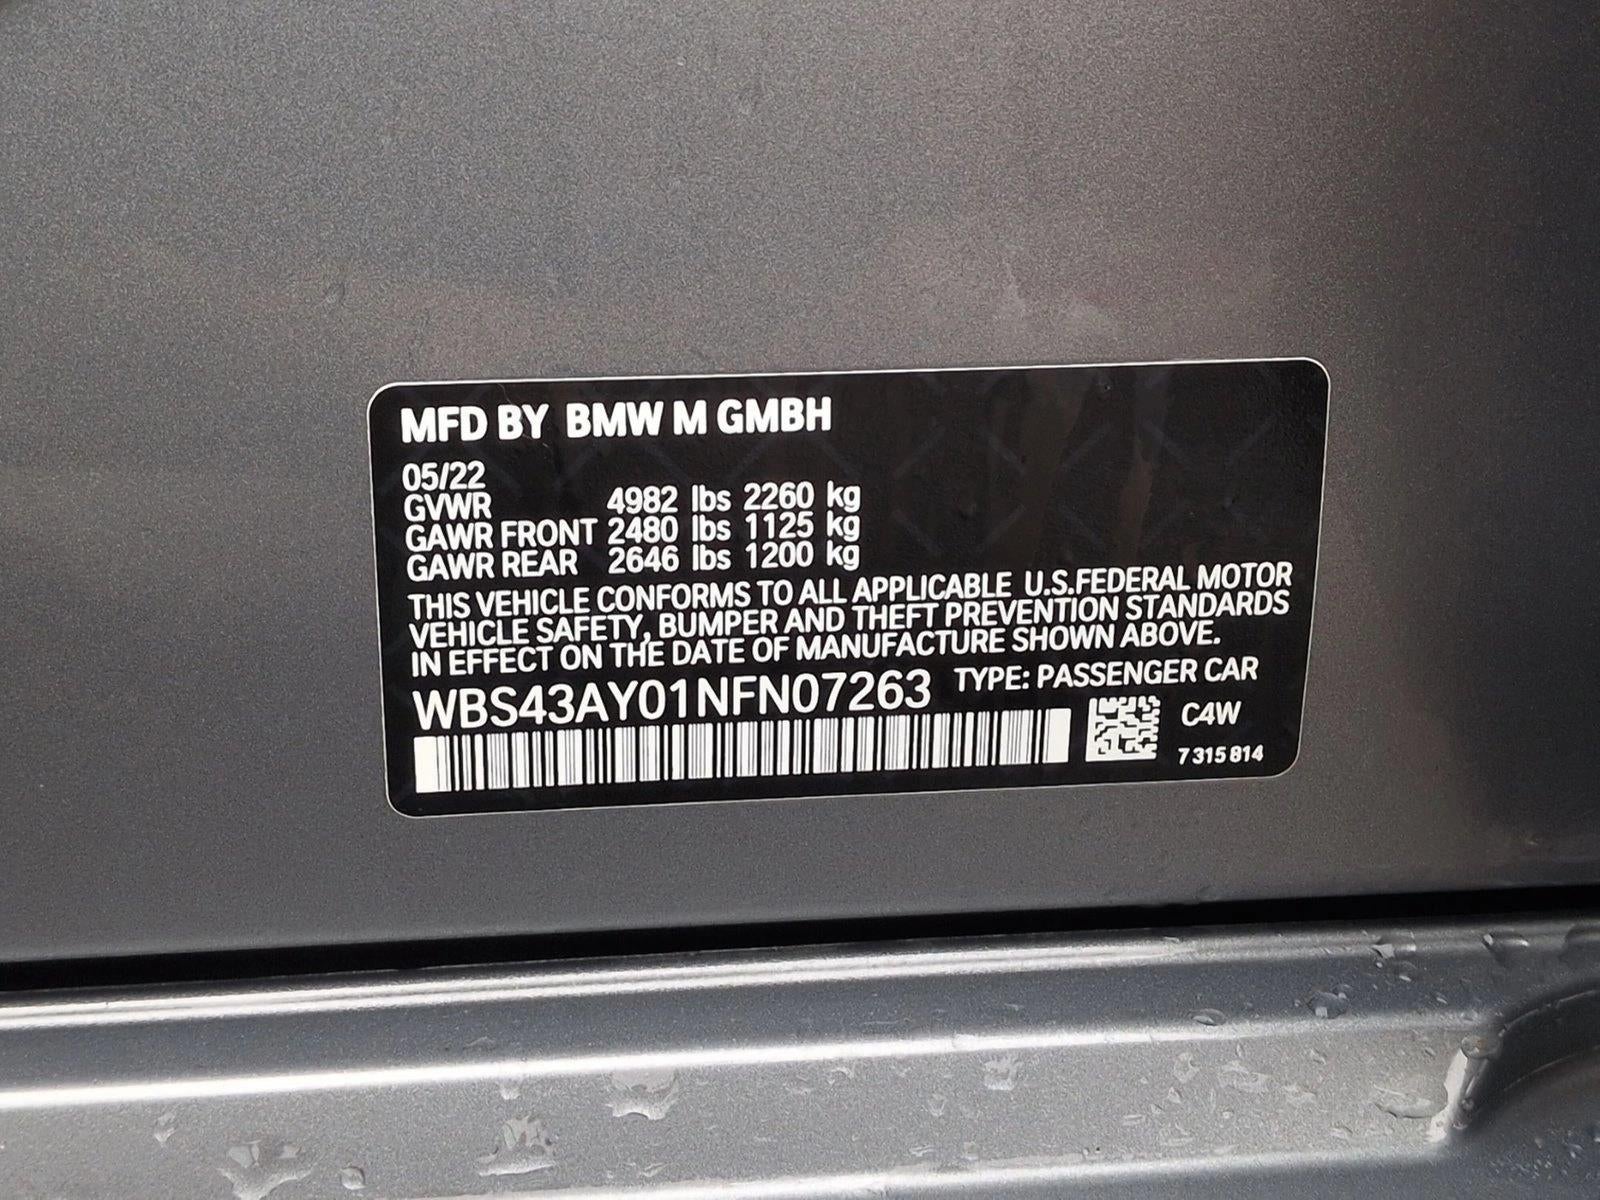 MFD BY BMW M GMBH
05/22
GVWR 4982 lbs 2260 kg
GAWR FRONT 2480 lbs 1125 kg
GAWR REAR 2646 lbs 1200 kg
THIS VEHICLE CONFORMS TO ALL APPLICABLE U.S.FEDERAL MOTOR
VEHICLE SAFETY, BUMPER AND THEFT PREVENTION STANDARDS
IN EFFECT ON THE DATE OF MANUFACTURE SHOWN ABOVE.
WBS43AY01NFN07263 TYPE: PASSENGER CAR
C4W
7 315 814